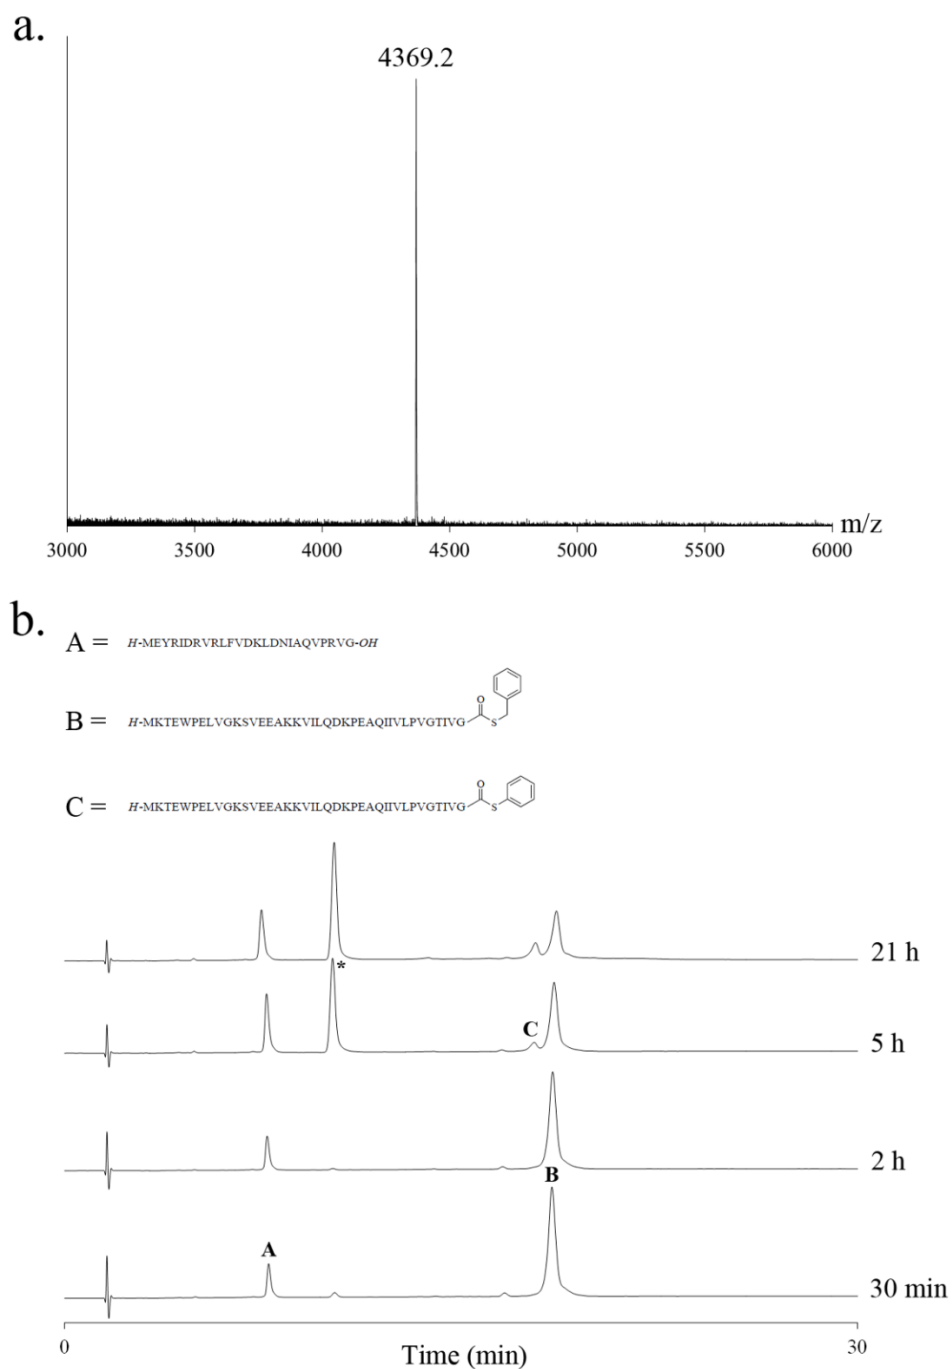 a.
4369.2
m/z
3000 3500 4000 4500 5000 5500 6000
b.
A = H-MEYRIDRVRLFVDKLDNIAQVPRVG-OH
O
B = H-MKTEWPELVGKSVEEAKKVILQDKPEAQIIVLPVGTIVG S
O
C = H-MKTEWPELVGKSVEEAKKVILQDKPEAQIIVLPVGTIVG S
21 h
*
C
5 h
2 h
B
A
30 min
0 30
Time (min)